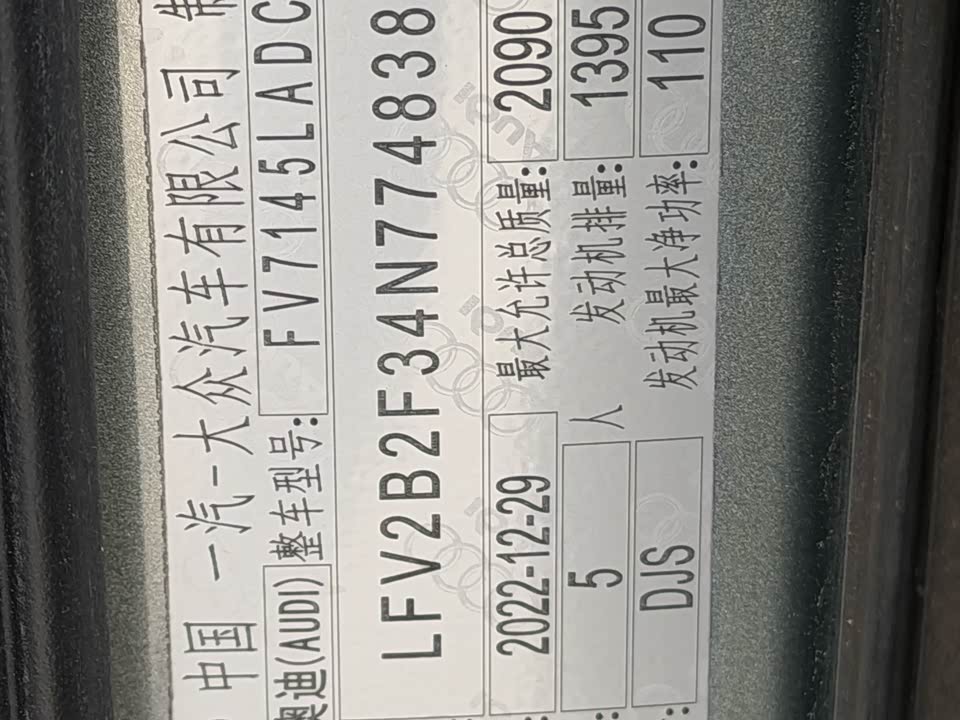 中国 一汽-大众汽车有限公司 制
奥迪(AUDI) 整车型号: FV7145LADC
LFV2B2F34N774838
2022-12-29 最大允许总质量: 2090
5 人 发动机排量: 1395
DJS 发动机最大净功率: 110